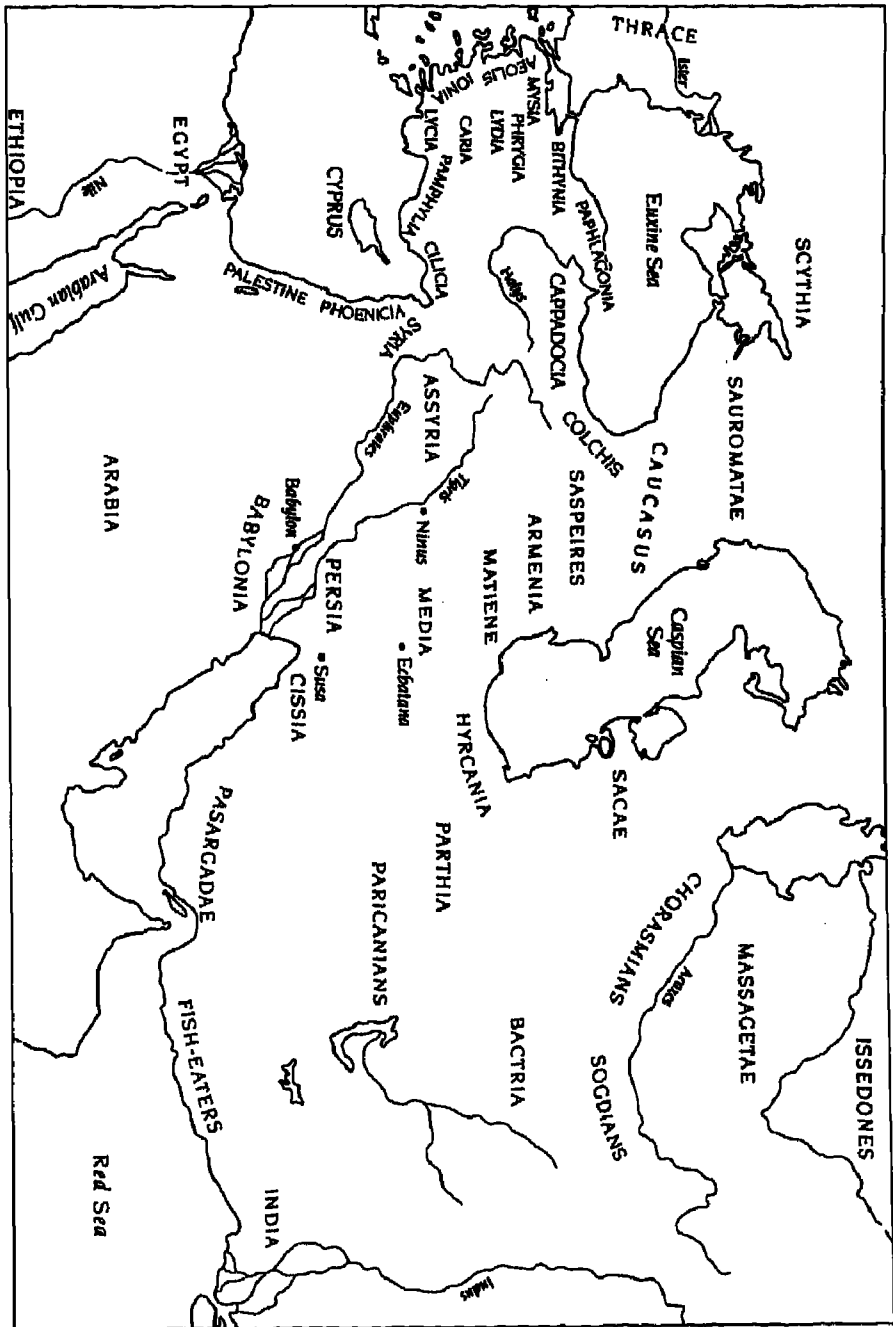 THRACE
Ister
SCYTHIA
SAUROMATAE
ISSEDONES
MASSAGETAE
Euxine Sea
CAUCASUS
Caspian
Sea
SACAE
CHORASMIANS
Araxes
SOGDIANS
COLCHIS
SASPEIRES
ARMENIA
MATIENE
HYRCANIA
PARTHIA
BACTRIA
AEOLIS
IONIA
MYSIA
PHRYGIA
LYDIA
CARIA
LYCIA
BITHYNIA
PAPHLAGONIA
Halys
CAPPADOCIA
PAMPHYLIA
CILICIA
CYPRUS
SYRIA
PHOENICIA
PALESTINE
ASSYRIA
Euphrates
Tigris
Ninus
MEDIA
Ecbatana
PARICANIANS
Babylon
BABYLONIA
PERSIA
Susa
CISSIA
EGYPT
Nile
ETHIOPIA
Arabian Gulf
ARABIA
PASARGADAE
FISH-EATERS
INDIA
Indus
Red Sea